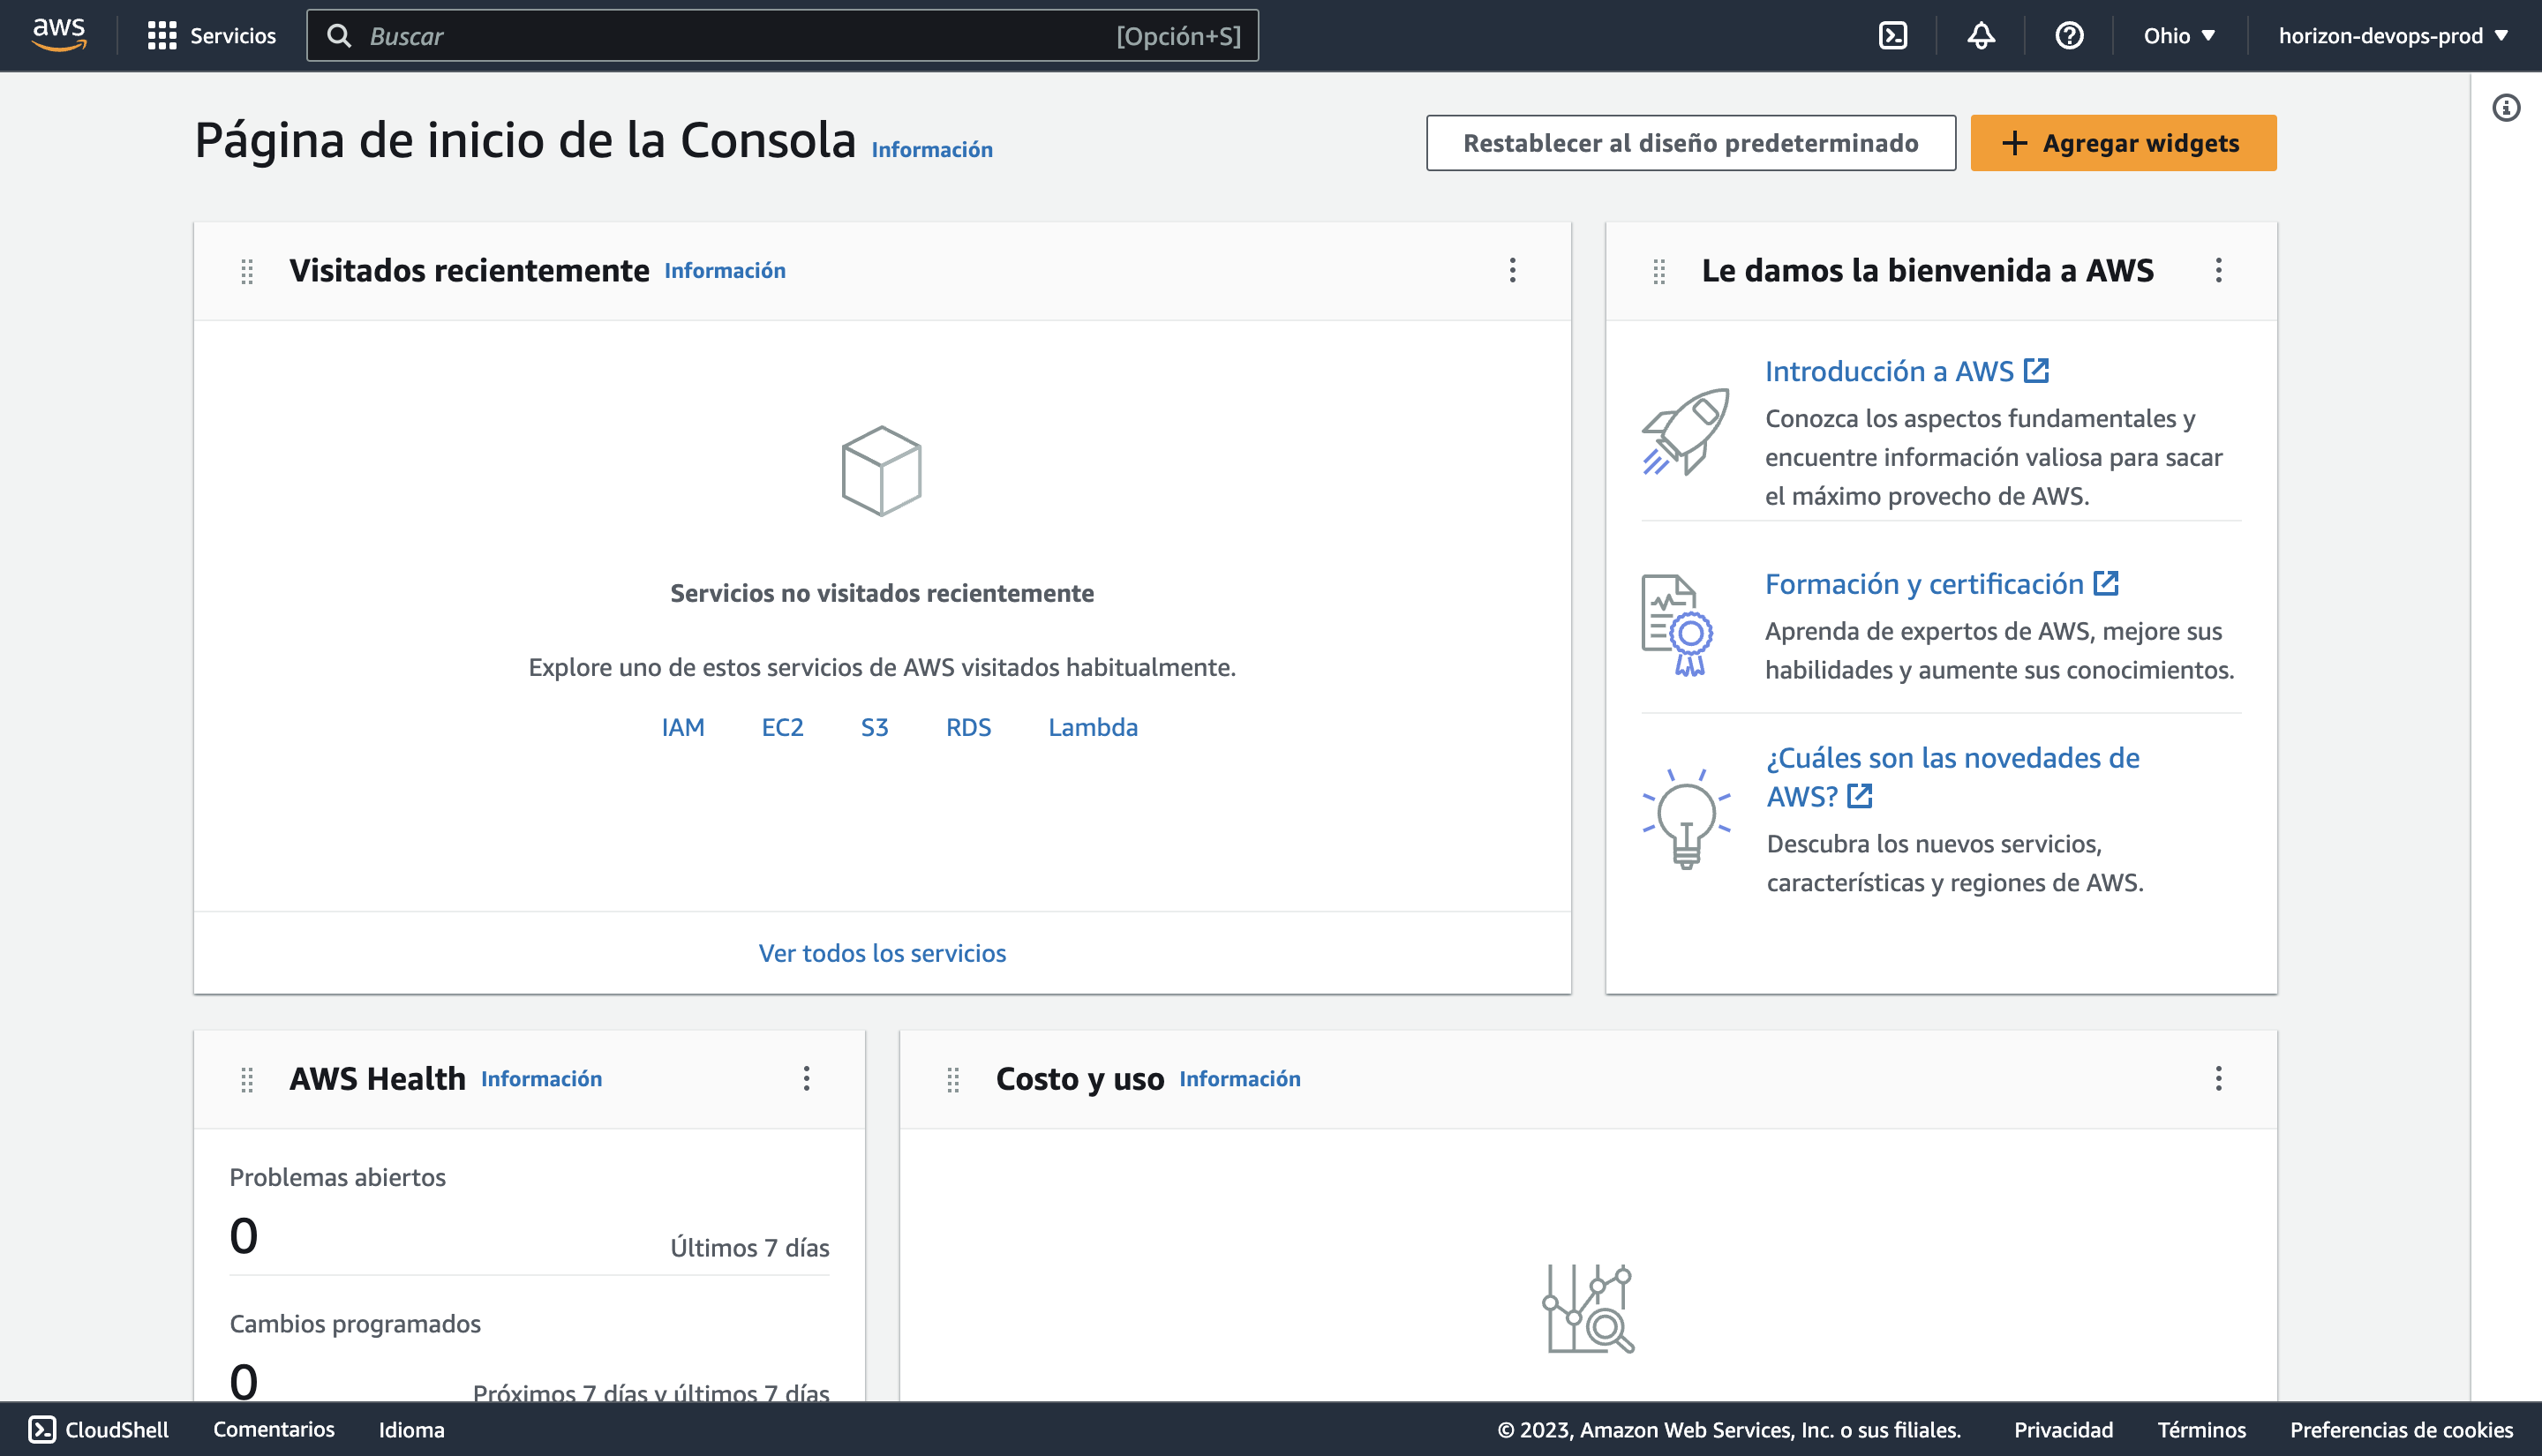 aws
Servicios
Buscar
[Opción+S]
Ohio
horizon-devops-prod
Página de inicio de la Consola
Información
Restablecer al diseño predeterminado
Agregar widgets
Visitados recientemente
Información
Servicios no visitados recientemente
Explore uno de estos servicios de AWS visitados habitualmente.
IAM
EC2
S3
RDS
Lambda
Ver todos los servicios
Le damos la bienvenida a AWS
Introducción a AWS
Conozca los aspectos fundamentales y
encuentre información valiosa para sacar
el máximo provecho de AWS.
Formación y certificación
Aprenda de expertos de AWS, mejore sus
habilidades y aumente sus conocimientos.
¿Cuáles son las novedades de
AWS?
Descubra los nuevos servicios,
características y regiones de AWS.
AWS Health
Información
Problemas abiertos
0
Últimos 7 días
Cambios programados
0
Próximos 7 días y últimos 7 días
Costo y uso
Información
CloudShell
Comentarios
Idioma
© 2023, Amazon Web Services, Inc. o sus filiales.
Privacidad
Términos
Preferencias de cookies